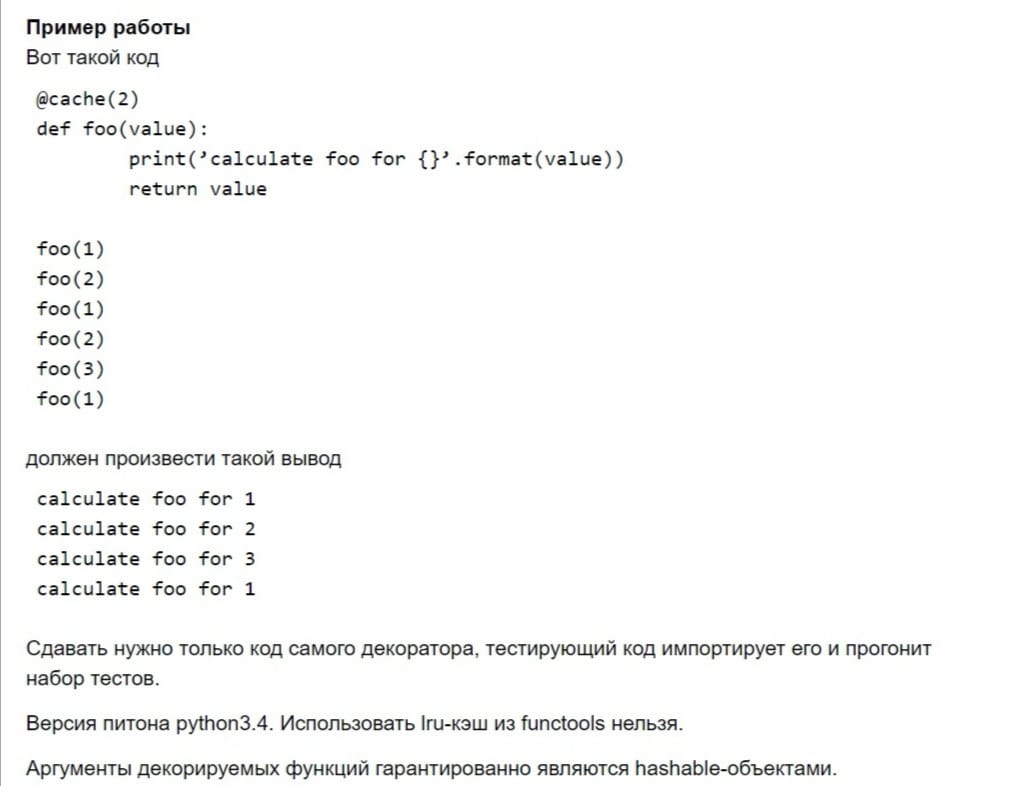 Пример работы
Вот такой код
@cache(2)
def foo(value):
        print(’calculate foo for {}’.format(value))
        return value
foo(1)
foo(2)
foo(1)
foo(2)
foo(3)
foo(1)
должен произвести такой вывод
calculate foo for 1
calculate foo for 2
calculate foo for 3
calculate foo for 1
Сдавать нужно только код самого декоратора, тестирующий код импортирует его и прогонит
набор тестов.
Версия питона python3.4. Использовать lru-кэш из functools нельзя.
Аргументы декорируемых функций гарантированно являются hashable-объектами.